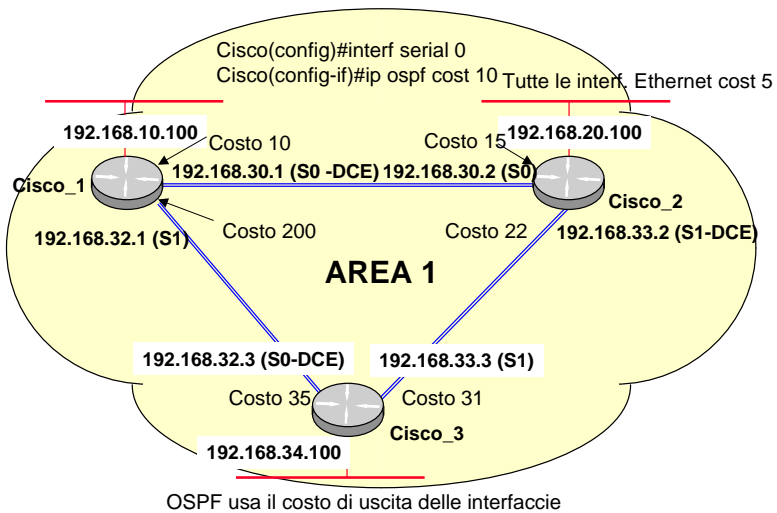 Cisco(config)#interf serial 0
Cisco(config-if)#ip ospf cost 10
Tutte le interf. Ethernet cost 5
192.168.10.100
Costo 10
Costo 15
192.168.20.100
192.168.30.1 (S0 -DCE)
192.168.30.2 (S0)
Cisco_1
Cisco_2
192.168.32.1 (S1)
Costo 200
Costo 22
192.168.33.2 (S1-DCE)
AREA 1
192.168.32.3 (S0-DCE)
192.168.33.3 (S1)
Costo 35
Costo 31
Cisco_3
192.168.34.100
OSPF usa il costo di uscita delle interfaccie